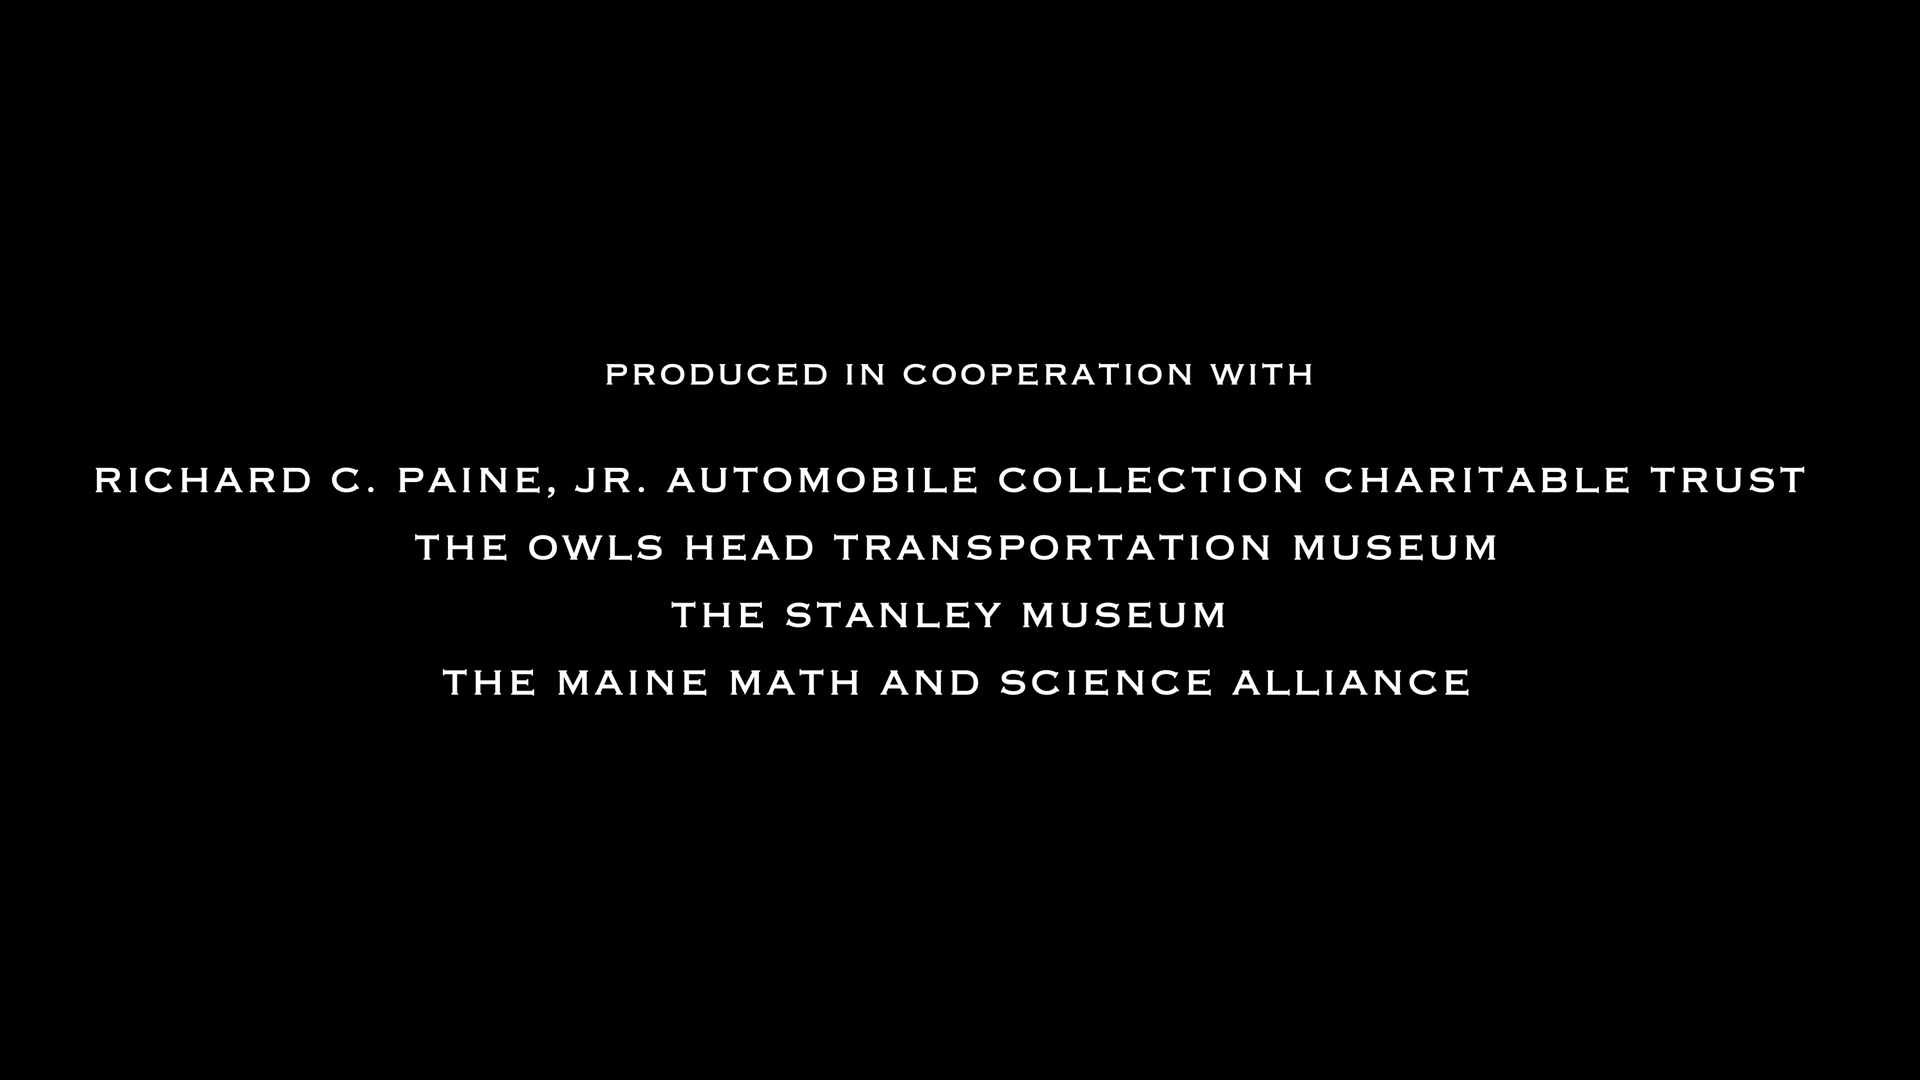 PRODUCED IN COOPERATION WITH
RICHARD C. PAINE, JR. AUTOMOBILE COLLECTION CHARITABLE TRUST
THE OWLS HEAD TRANSPORTATION MUSEUM
THE STANLEY MUSEUM
THE MAINE MATH AND SCIENCE ALLIANCE